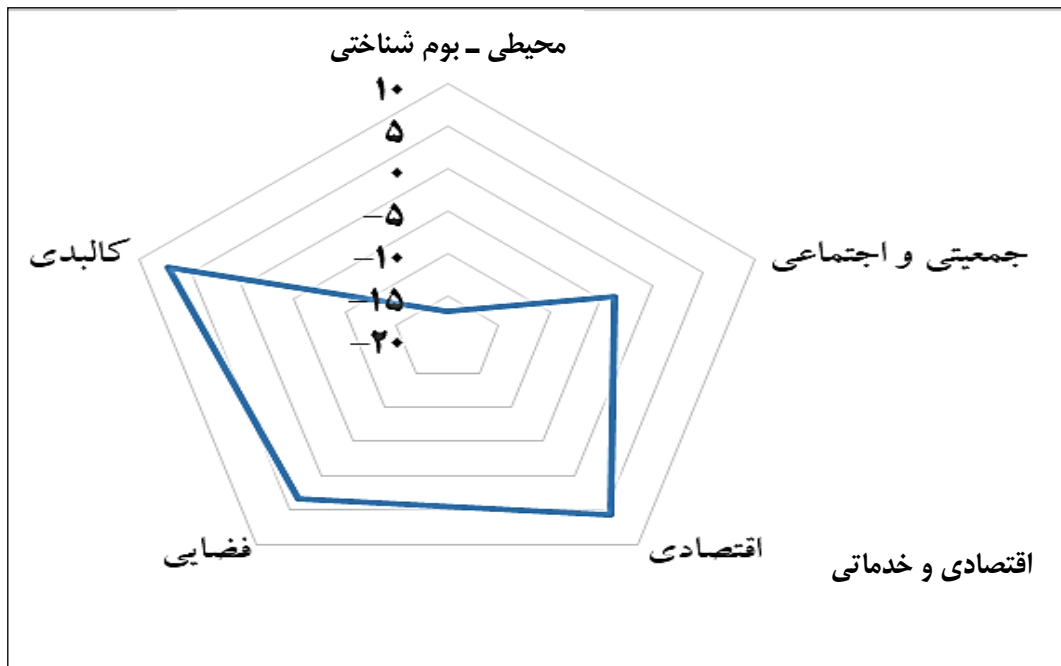 محیطی ـ بوم شناختی
۱۰
۵
۰
−۵
−۱۰
−۱۵
−۲۰
جمعیتی و اجتماعی
کالبدی
اقتصادی
فضایی
اقتصادی و خدماتی